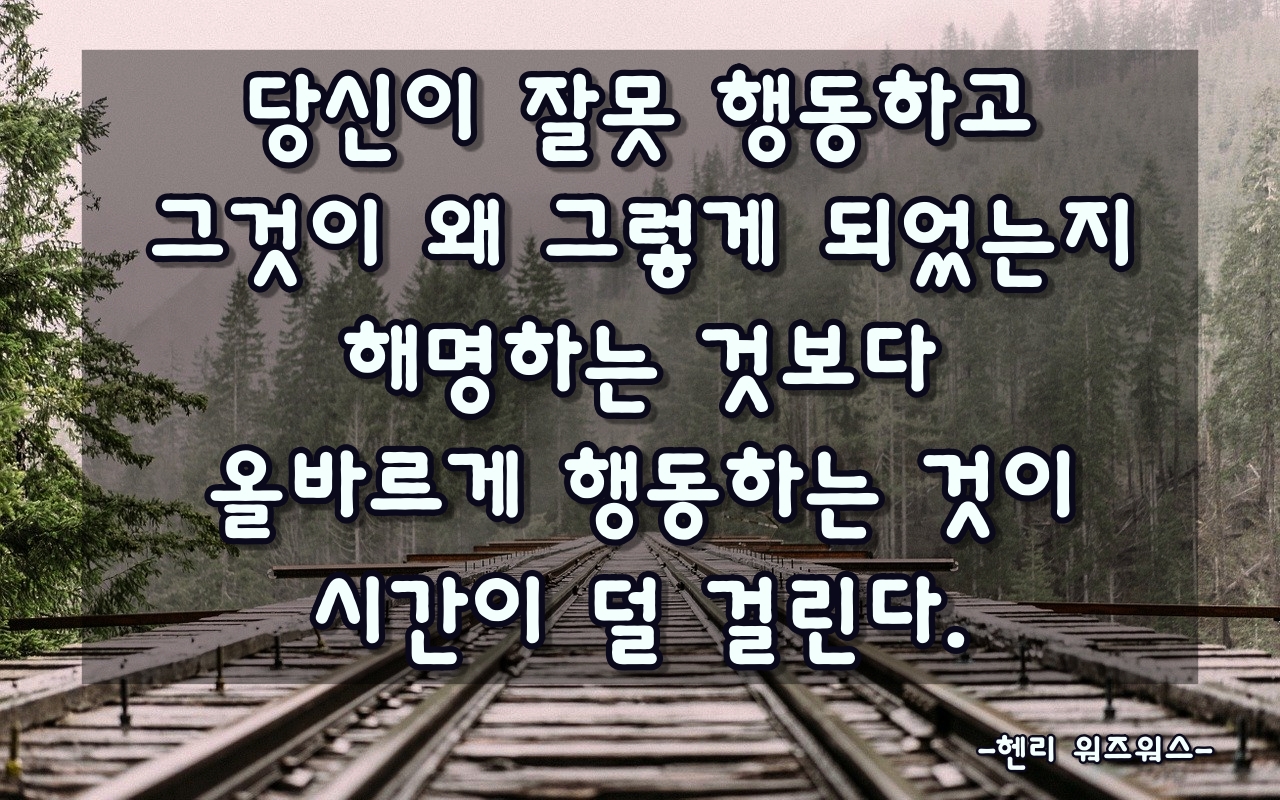 당신이 잘못 행동하고
그것이 왜 그렇게 되었는지
해명하는 것보다
올바르게 행동하는 것이
시간이 덜 걸린다.
-헨리 워즈워스-